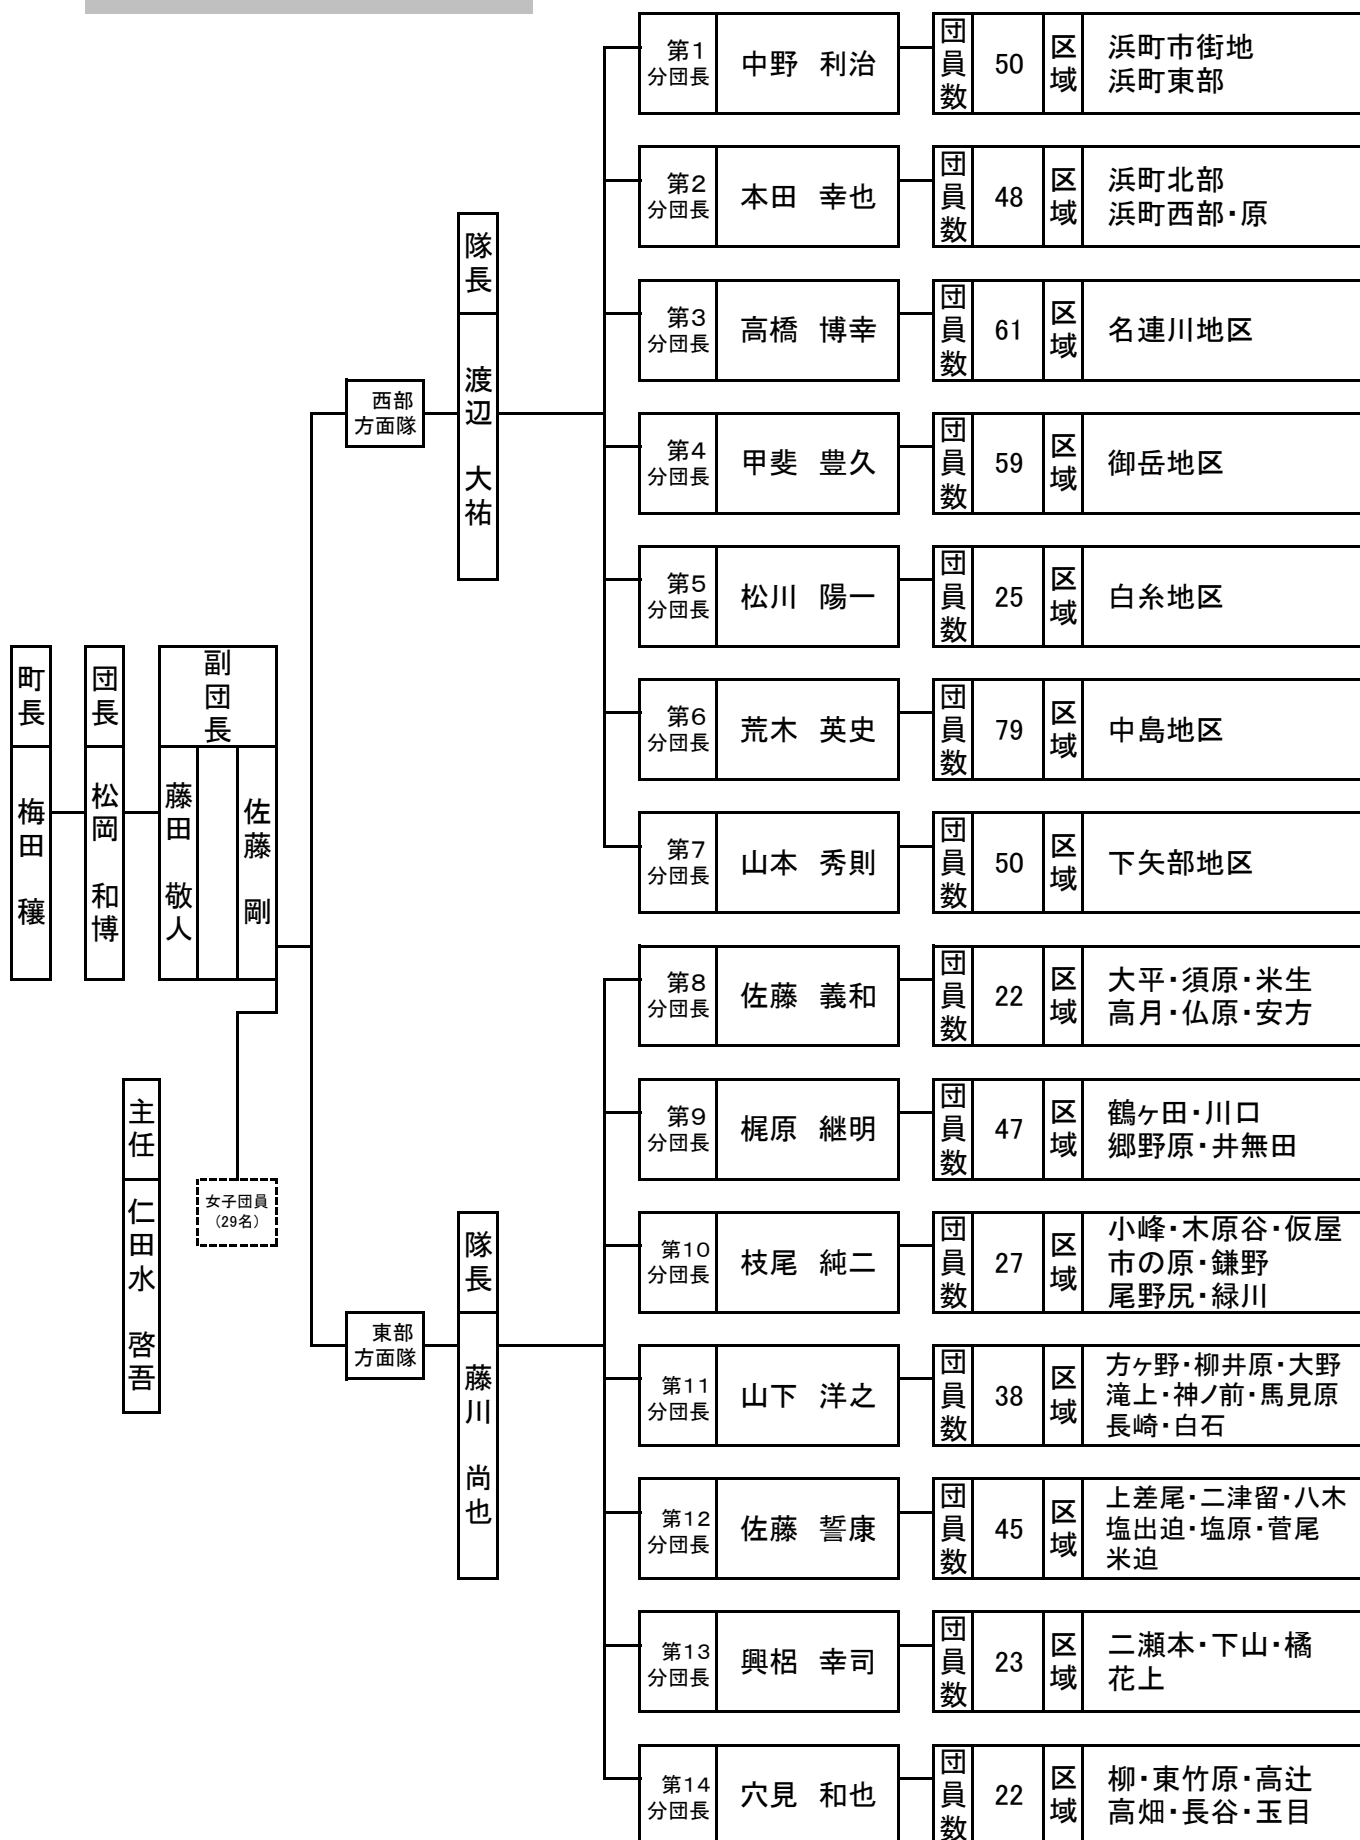 町長
梅田 穰
団長
松岡 和博
副団長
藤田 敬人
佐藤 剛
主任
仁田水 啓吾
女子団員
（29名）
西部
方面隊
隊長
渡辺 大祐
第1
分団長
中野 利治
団員数
50
区域
浜町市街地
浜町東部
第2
分団長
本田 幸也
団員数
48
区域
浜町北部
浜町西部・原
第3
分団長
高橋 博幸
団員数
61
区域
名連川地区
第4
分団長
甲斐 豊久
団員数
59
区域
御岳地区
第5
分団長
松川 陽一
団員数
25
区域
白糸地区
第6
分団長
荒木 英史
団員数
79
区域
中島地区
第7
分団長
山本 秀則
団員数
50
区域
下矢部地区
東部
方面隊
隊長
藤川 尚也
第8
分団長
佐藤 義和
団員数
22
区域
大平・須原・米生
高月・仏原・安方
第9
分団長
梶原 継明
団員数
47
区域
鶴ヶ田・川口
郷野原・井無田
第10
分団長
枝尾 純二
団員数
27
区域
小峰・木原谷・仮屋
市の原・鎌野
尾野尻・緑川
第11
分団長
山下 洋之
団員数
38
区域
方ヶ野・柳井原・大野
滝上・神ノ前・馬見原
長崎・白石
第12
分団長
佐藤 誓康
団員数
45
区域
上差尾・二津留・八木
塩出迫・塩原・菅尾
米迫
第13
分団長
興梠 幸司
団員数
23
区域
二瀬本・下山・橘
花上
第14
分団長
穴見 和也
団員数
22
区域
柳・東竹原・高辻
高畑・長谷・玉目